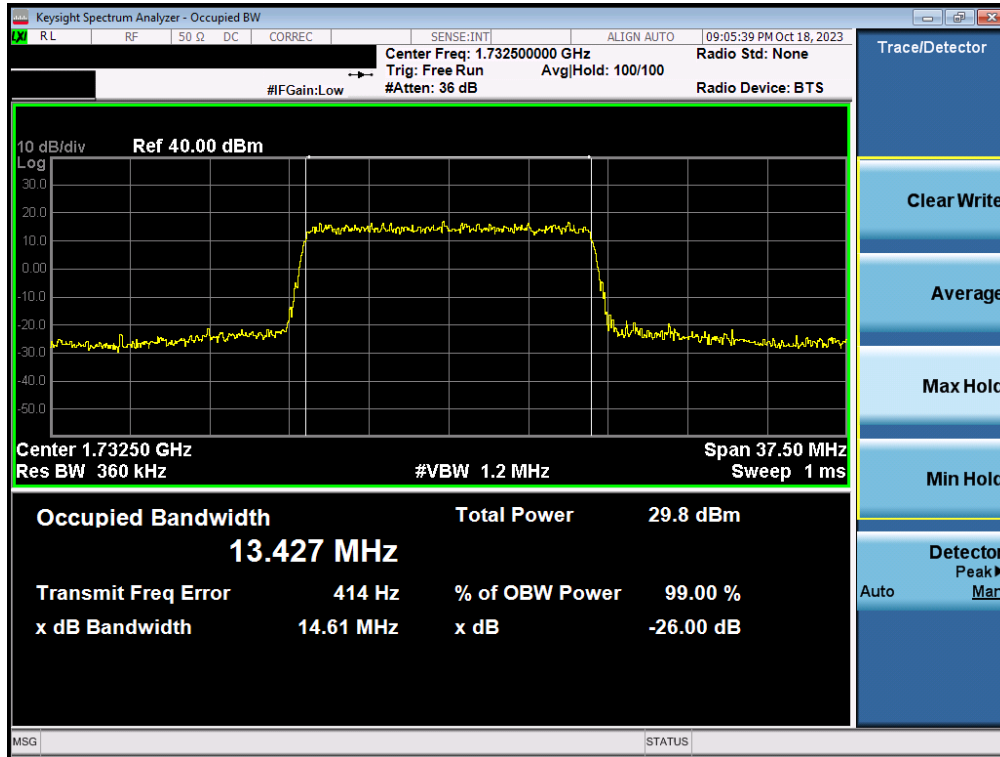 Keysight Spectrum Analyzer - Occupied BW
LXI RL RF 50 Ω DC CORREC SENSE:INT ALIGN AUTO 09:05:39 PM Oct 18, 2023
Center Freq: 1.732500000 GHz Radio Std: None
Trig: Free Run Avg|Hold: 100/100
#IFGain:Low #Atten: 36 dB Radio Device: BTS
Trace/Detector
10 dB/div Ref 40.00 dBm
Log
30.0
20.0
10.0
0.00
-10.0
-20.0
-30.0
-40.0
-50.0
Center 1.73250 GHz Span 37.50 MHz
Res BW 360 kHz #VBW 1.2 MHz Sweep 1 ms
Occupied Bandwidth Total Power 29.8 dBm
13.427 MHz
Transmit Freq Error 414 Hz % of OBW Power 99.00 %
x dB Bandwidth 14.61 MHz x dB -26.00 dB
Clear Write
Average
Max Hold
Min Hold
Detector
Peak
Auto Man
MSG STATUS